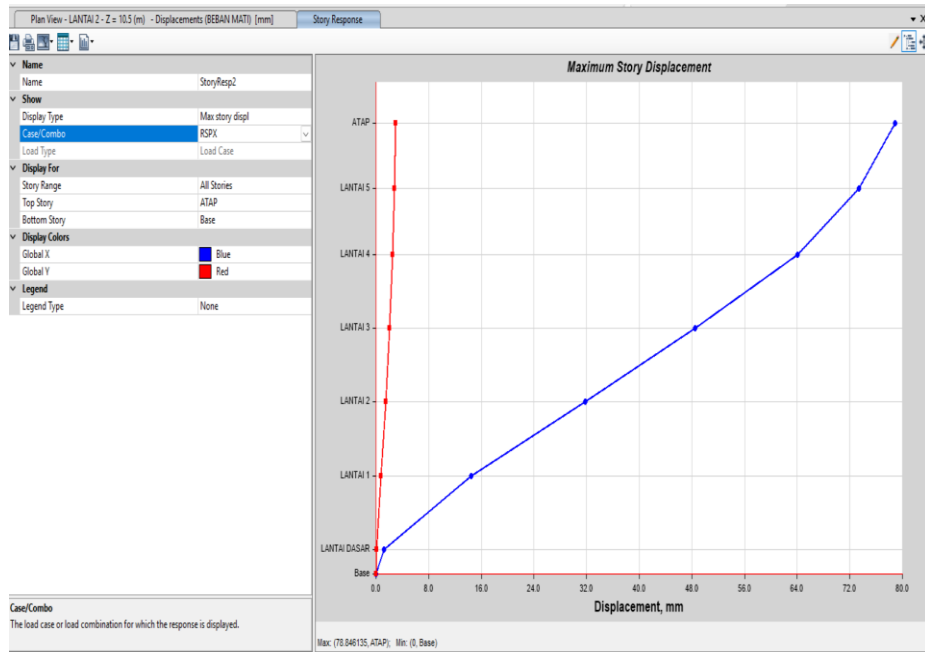 Plan View - LANTAI 2 - Z = 10.5 (m) - Displacements (BEBAN MATI) [mm]
Story Response
Name
Name StoryResp2
Show
Display Type Max story displ
Case/Combo RSPX
Load Type Load Case
Display For
Story Range All Stories
Top Story ATAP
Bottom Story Base
Display Colors
Global X Blue
Global Y Red
Legend
Legend Type None
Case/Combo
The load case or load combination for which the response is displayed.
Maximum Story Displacement
ATAP
LANTAI 5
LANTAI 4
LANTAI 3
LANTAI 2
LANTAI 1
LANTAI DASAR
Base
0.0 8.0 16.0 24.0 32.0 40.0 48.0 56.0 64.0 72.0 80.0
Displacement, mm
Max: (78.846135, ATAP); Min: (0, Base)